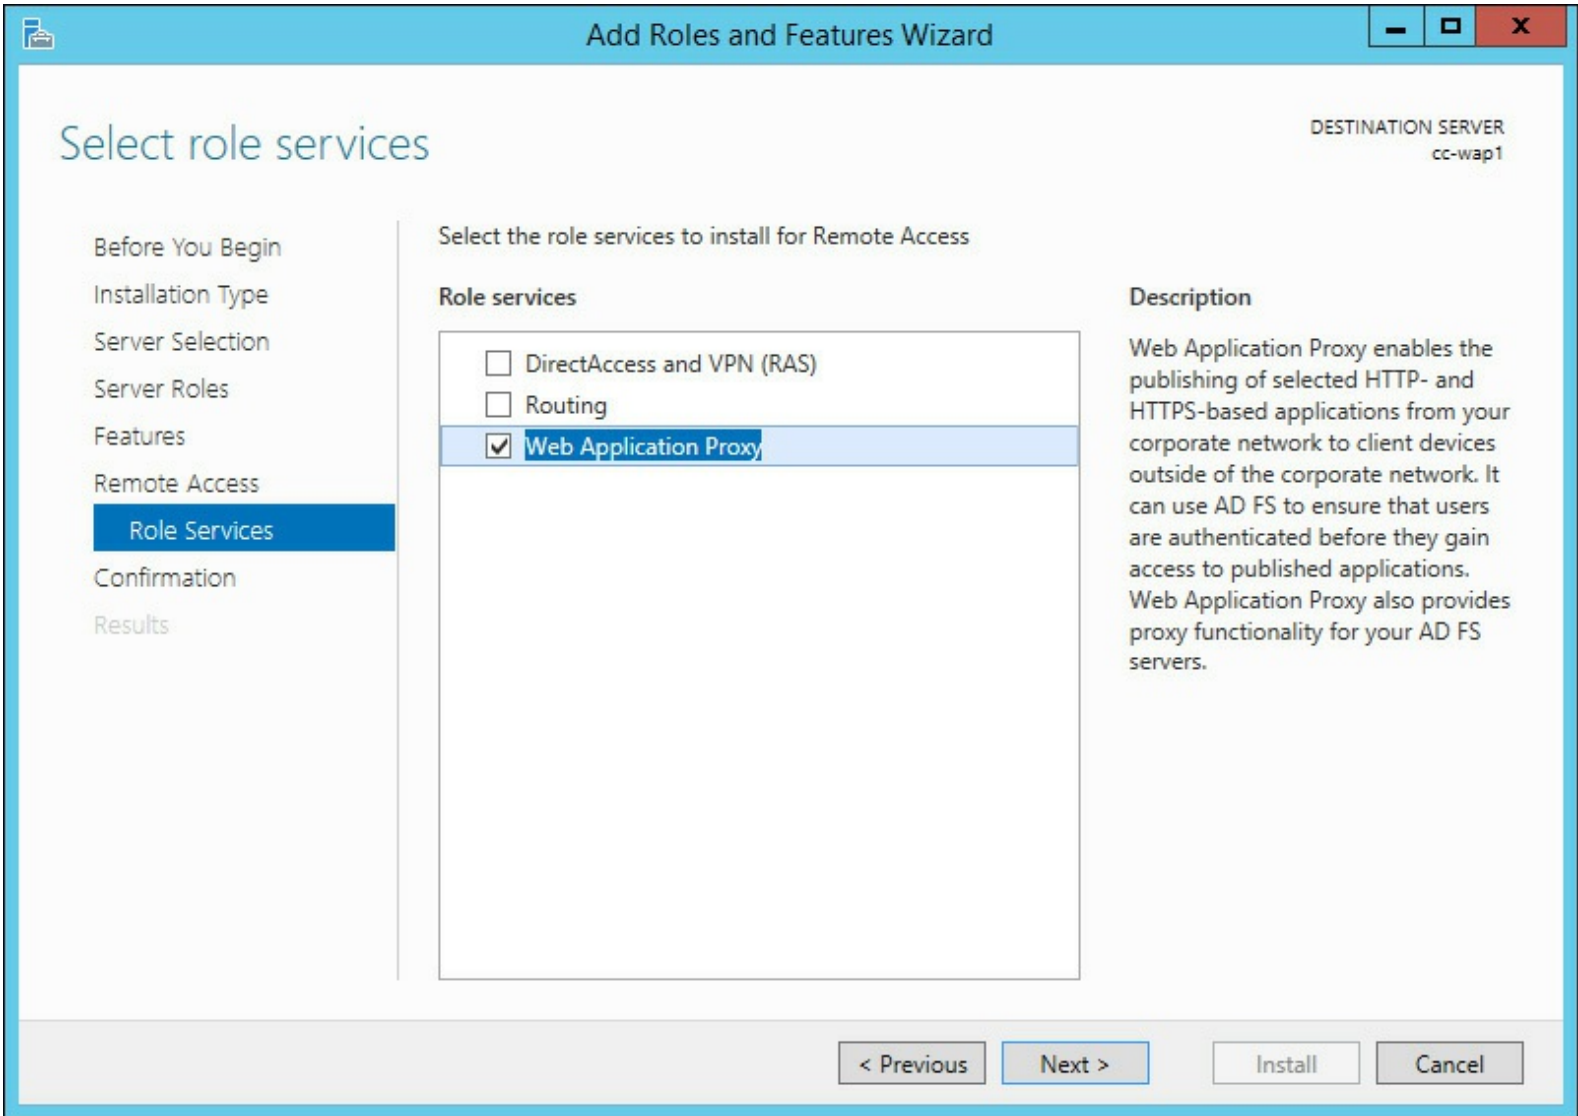 Add Roles and Features Wizard
Select role services
DESTINATION SERVER
cc-wap1
Before You Begin
Installation Type
Server Selection
Server Roles
Features
Remote Access
Role Services
Confirmation
Results
Select the role services to install for Remote Access
Role services
DirectAccess and VPN (RAS)
Routing
Web Application Proxy
Description
Web Application Proxy enables the
publishing of selected HTTP- and
HTTPS-based applications from your
corporate network to client devices
outside of the corporate network. It
can use AD FS to ensure that users
are authenticated before they gain
access to published applications.
Web Application Proxy also provides
proxy functionality for your AD FS
servers.
< Previous
Next >
Install
Cancel